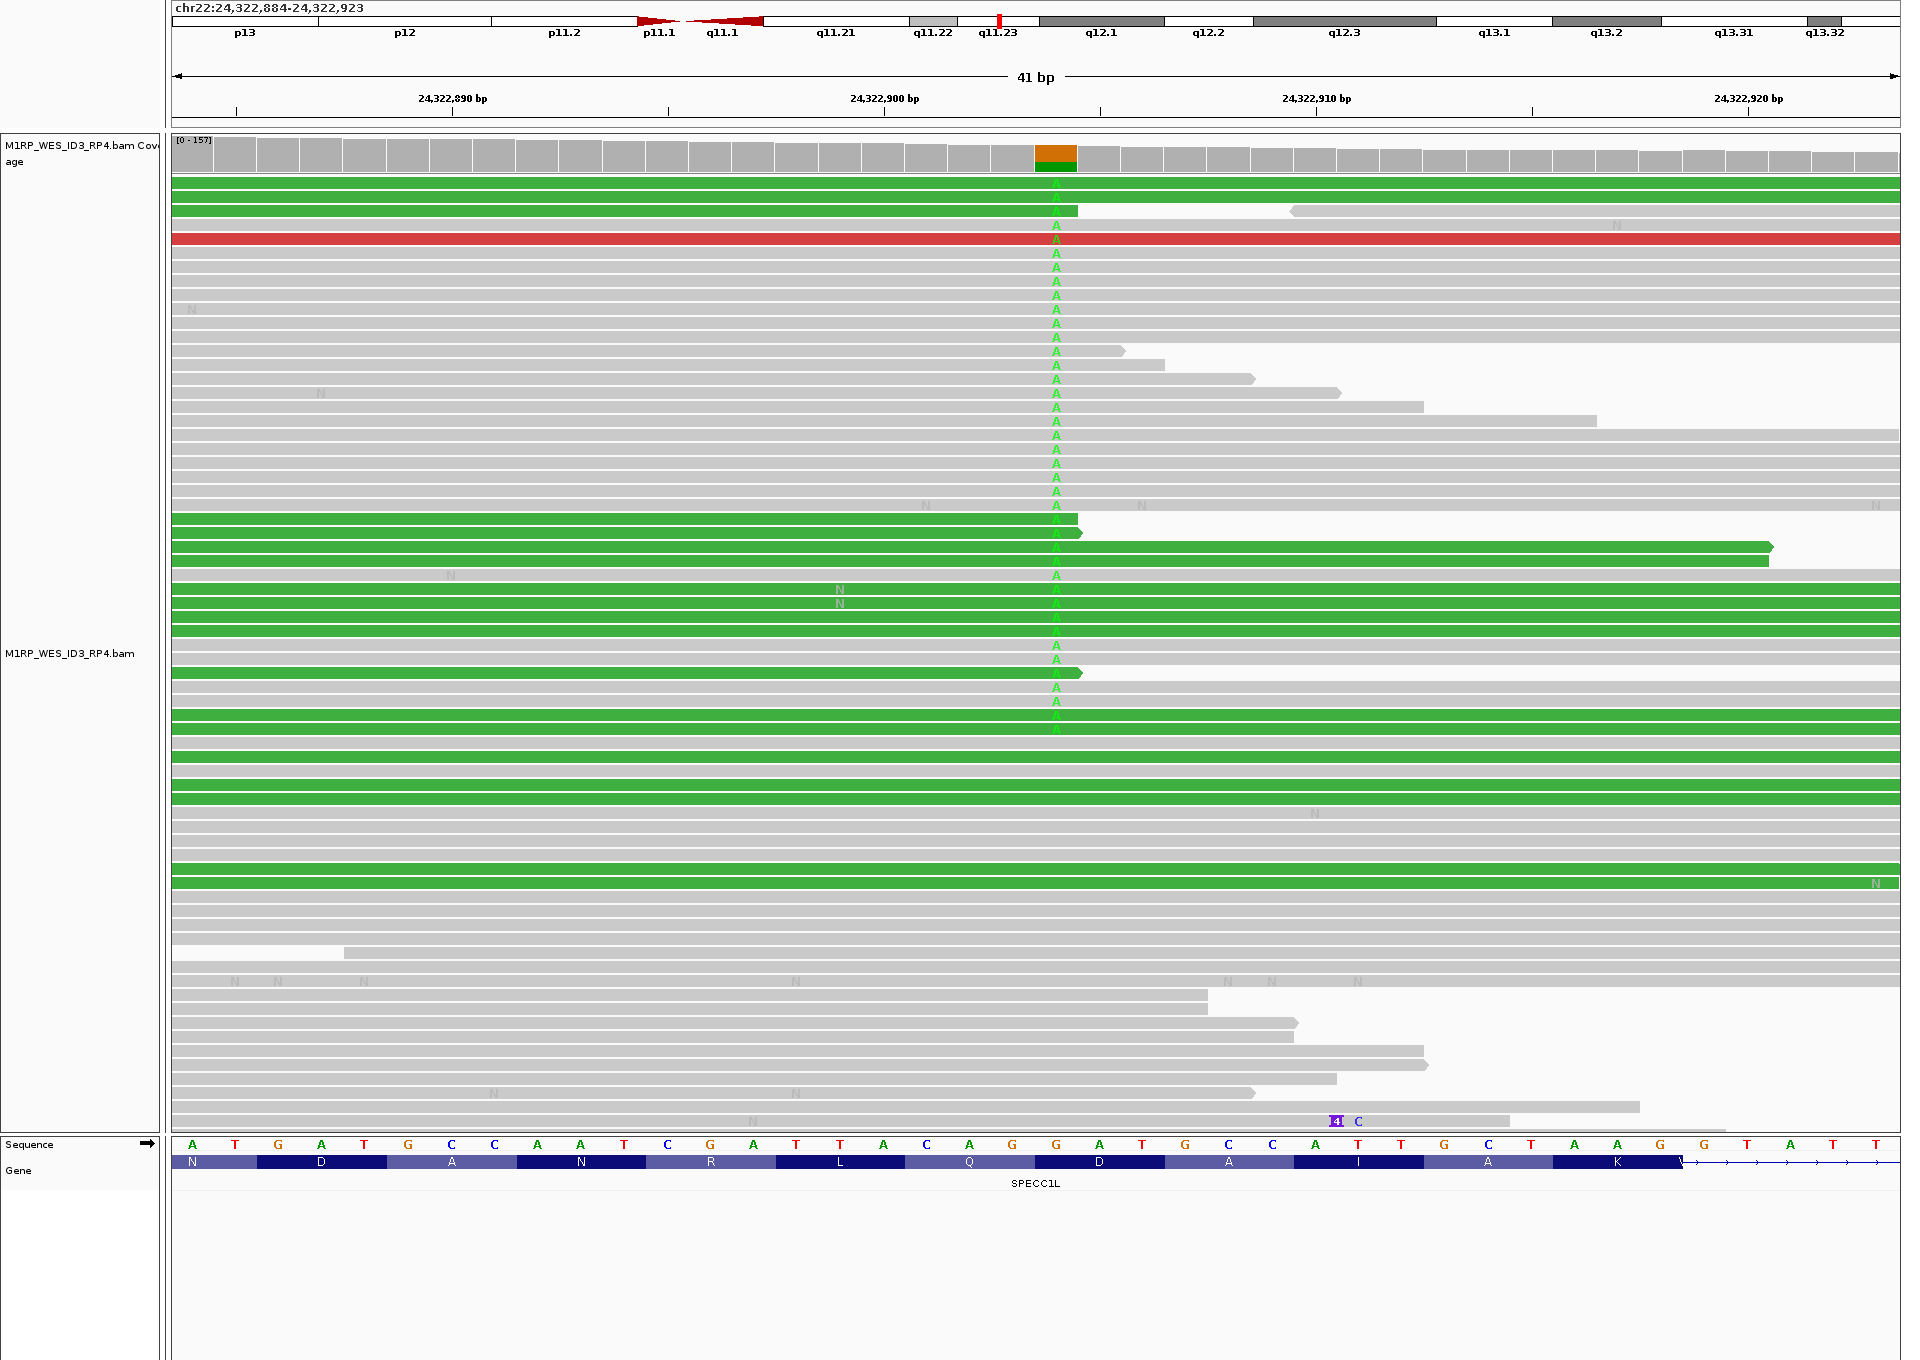 chr22:24,322,884-24,322,923
p13 p12 p11.2 p11.1 q11.1 q11.21 q11.22 q11.23 q12.1 q12.2 q12.3 q13.1 q13.2 q13.31 q13.32
41 bp
24,322,890 bp 24,322,900 bp 24,322,910 bp 24,322,920 bp
M1RP_WES_ID3_RP4.bam Cov
age
[0 - 157]
A
A
A
A N
A
A
A
A
A
N A
A
A
A
A
A
N A
A
A
A
A
A
A
A
N A N N
A
A
A
A
N A
N A
N A
A
A
A
M1RP_WES_ID3_RP4.bam
A
A
A
A
A
N
N
N N N N N N N
N N
N 4 C
Sequence
A T G A T G C C A A T C G A T T A C A G G A T G C C A T T G C T A A G G T A T T
Gene
N D A N R L Q D A I A K
SPECC1L